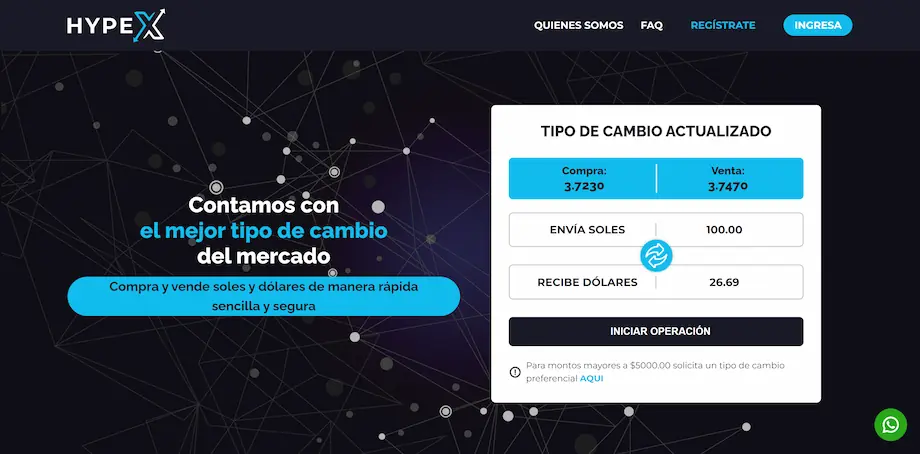 HYPEX
QUIENES SOMOS
FAQ
REGÍSTRATE
INGRESA
Contamos con
el mejor tipo de cambio
del mercado
Compra y vende soles y dólares de manera rápida
sencilla y segura
TIPO DE CAMBIO ACTUALIZADO
Compra:
3.7230
Venta:
3.7470
ENVÍA SOLES
100.00
RECIBE DÓLARES
26.69
INICIAR OPERACIÓN
Para montos mayores a $5000.00 solicita un tipo de cambio
preferencial AQUI